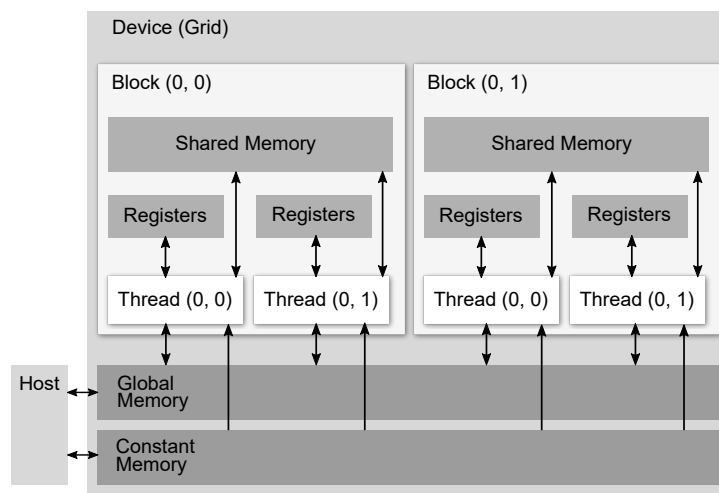 Device (Grid)
Block (0, 0)
Block (0, 1)
Shared Memory
Shared Memory
Registers
Registers
Registers
Registers
Thread (0, 0)
Thread (0, 1)
Thread (0, 0)
Thread (0, 1)
Host
Global
Memory
Constant
Memory